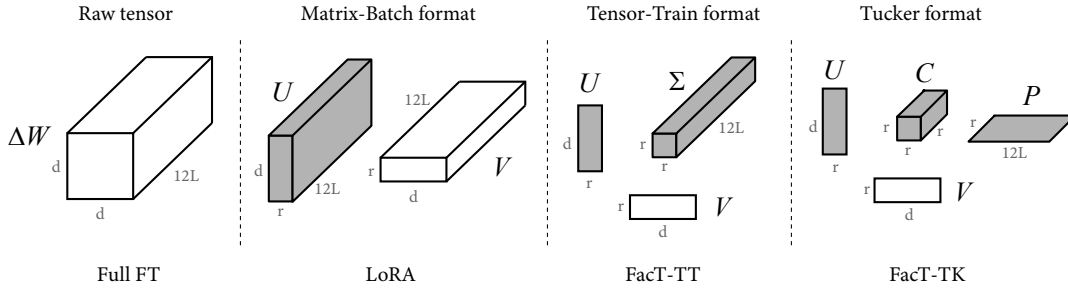 Raw tensor
Matrix-Batch format
Tensor-Train format
Tucker format
ΔW
d
d
12L
U
d
r
12L
12L
r
d
V
U
d
r
Σ
r
r
12L
r
d
V
U
d
r
C
r
r
r
P
r
12L
r
d
V
Full FT
LoRA
FacT-TT
FacT-TK